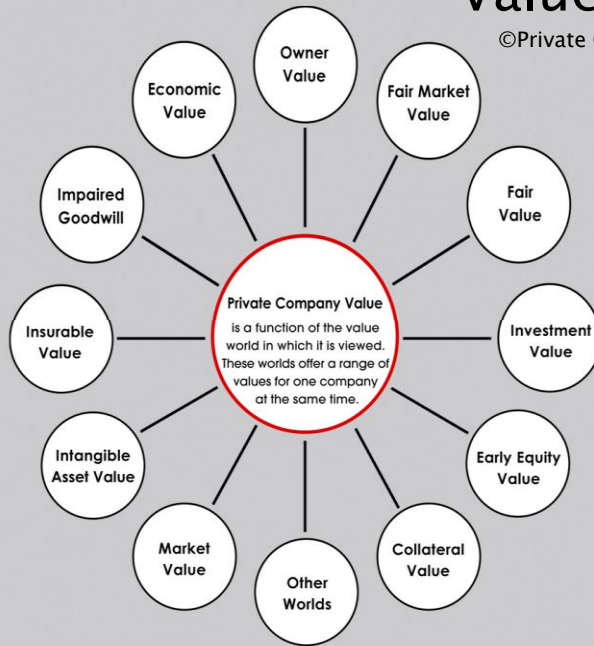 Value
©Private
Owner
Value
Fair Market
Value
Fair
Value
Investment
Value
Early Equity
Value
Collateral
Value
Other
Worlds
Market
Value
Intangible
Asset Value
Insurable
Value
Impaired
Goodwill
Economic
Value
Private Company Value
is a function of the value
world in which it is viewed.
These worlds offer a range of
values for one company
at the same time.